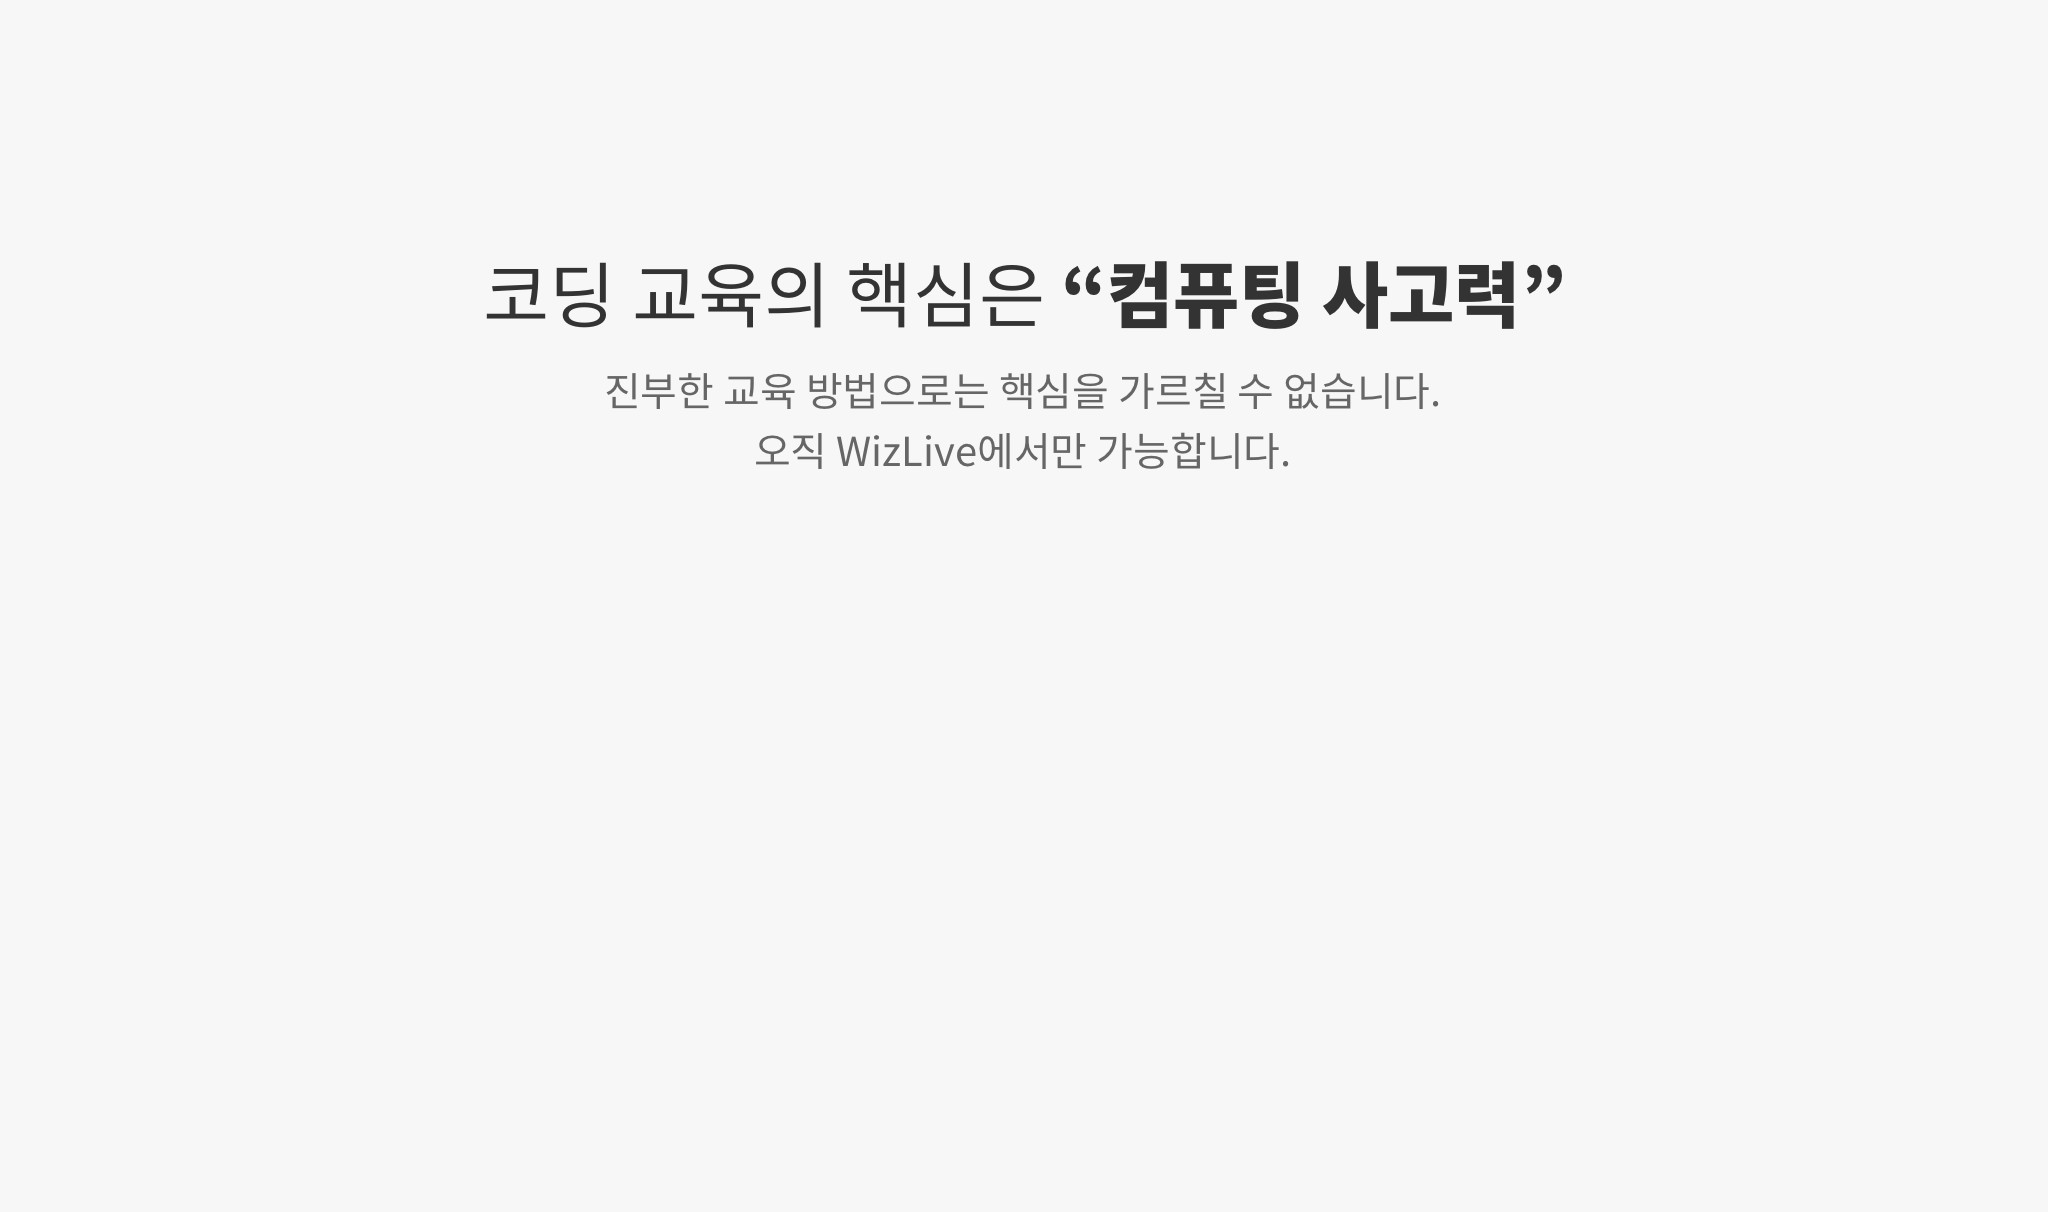 코딩 교육의 핵심은 “컴퓨팅 사고력”
진부한 교육 방법으로는 핵심을 가르칠 수 없습니다.
오직 WizLive에서만 가능합니다.